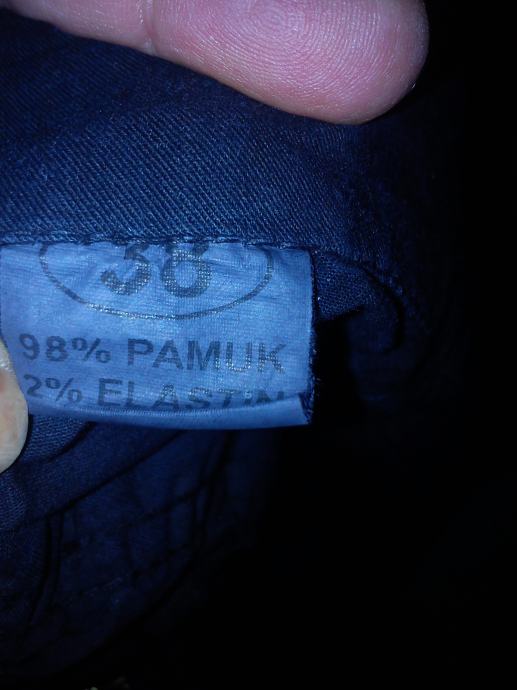 38
98% PAMUK
2% ELASTIN